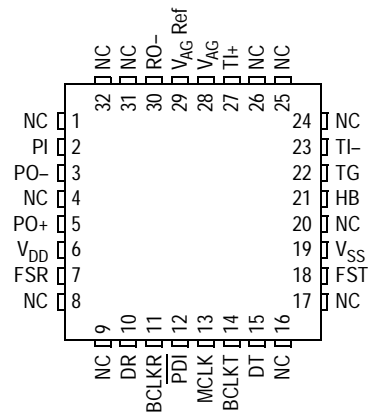 NC
NC
RO–
VAG Ref
VAG
TI+
NC
NC
32
31
30
29
28
27
26
25
NC 1
PI 2
PO– 3
NC 4
PO+ 5
VDD 6
FSR 7
NC 8
24 NC
23 TI–
22 TG
21 HB
20 NC
19 VSS
18 FST
17 NC
9
10
11
12
13
14
15
16
NC
DR
BCLKR
PDI
MCLK
BCLKT
DT
NC